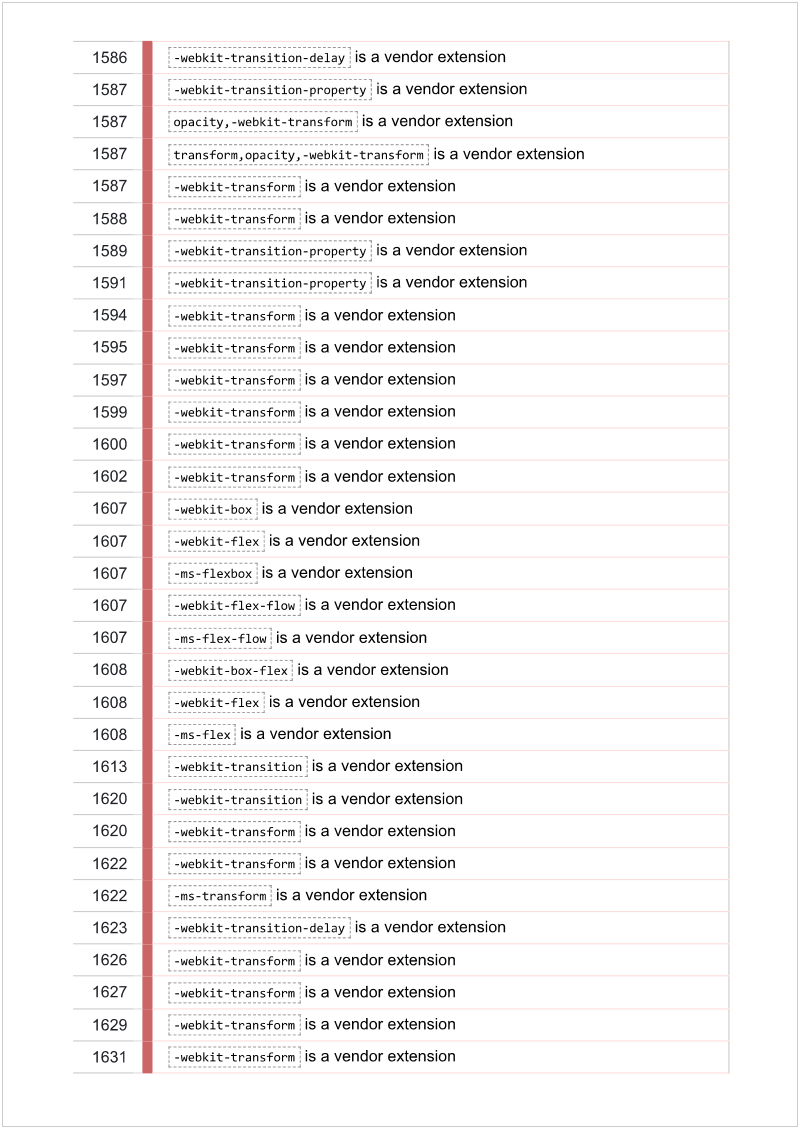 1586 -webkit-transition-delay is a vendor extension
1587 -webkit-transition-property is a vendor extension
1587 opacity,-webkit-transform is a vendor extension
1587 transform,opacity,-webkit-transform is a vendor extension
1587 -webkit-transform is a vendor extension
1588 -webkit-transform is a vendor extension
1589 -webkit-transition-property is a vendor extension
1591 -webkit-transition-property is a vendor extension
1594 -webkit-transform is a vendor extension
1595 -webkit-transform is a vendor extension
1597 -webkit-transform is a vendor extension
1599 -webkit-transform is a vendor extension
1600 -webkit-transform is a vendor extension
1602 -webkit-transform is a vendor extension
1607 -webkit-box is a vendor extension
1607 -webkit-flex is a vendor extension
1607 -ms-flexbox is a vendor extension
1607 -webkit-flex-flow is a vendor extension
1607 -ms-flex-flow is a vendor extension
1608 -webkit-box-flex is a vendor extension
1608 -webkit-flex is a vendor extension
1608 -ms-flex is a vendor extension
1613 -webkit-transition is a vendor extension
1620 -webkit-transition is a vendor extension
1620 -webkit-transform is a vendor extension
1622 -webkit-transform is a vendor extension
1622 -ms-transform is a vendor extension
1623 -webkit-transition-delay is a vendor extension
1626 -webkit-transform is a vendor extension
1627 -webkit-transform is a vendor extension
1629 -webkit-transform is a vendor extension
1631 -webkit-transform is a vendor extension